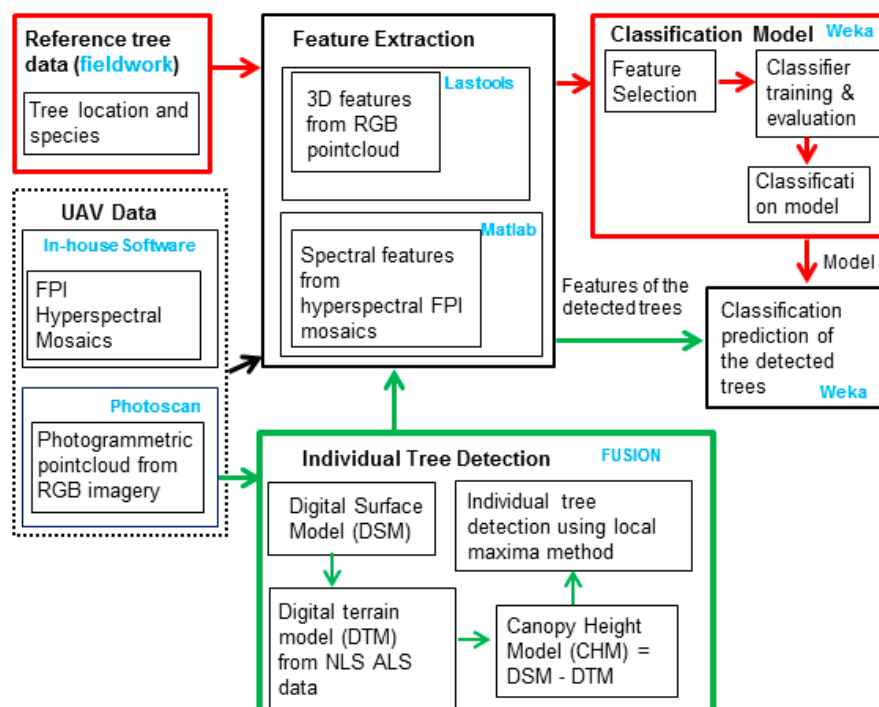 Reference tree
data (fieldwork)
Tree location and
species
UAV Data
In-house Software
FPI
Hyperspectral
Mosaics
Photoscan
Photogrammetric
pointcloud from
RGB imagery
Feature Extraction
Lastools
3D features
from RGB
pointcloud
Matlab
Spectral features
from
hyperspectral FPI
mosaics
Classification Model Weka
Feature
Selection
Classifier
training &
evaluation
Classificati
on model
Model
Features of the
detected trees
Classification
prediction of
the detected
trees
Weka
Individual Tree Detection FUSION
Digital Surface
Model (DSM)
Individual tree
detection using local
maxima method
Digital terrain
model (DTM)
from NLS ALS
data
Canopy Height
Model (CHM) =
DSM - DTM